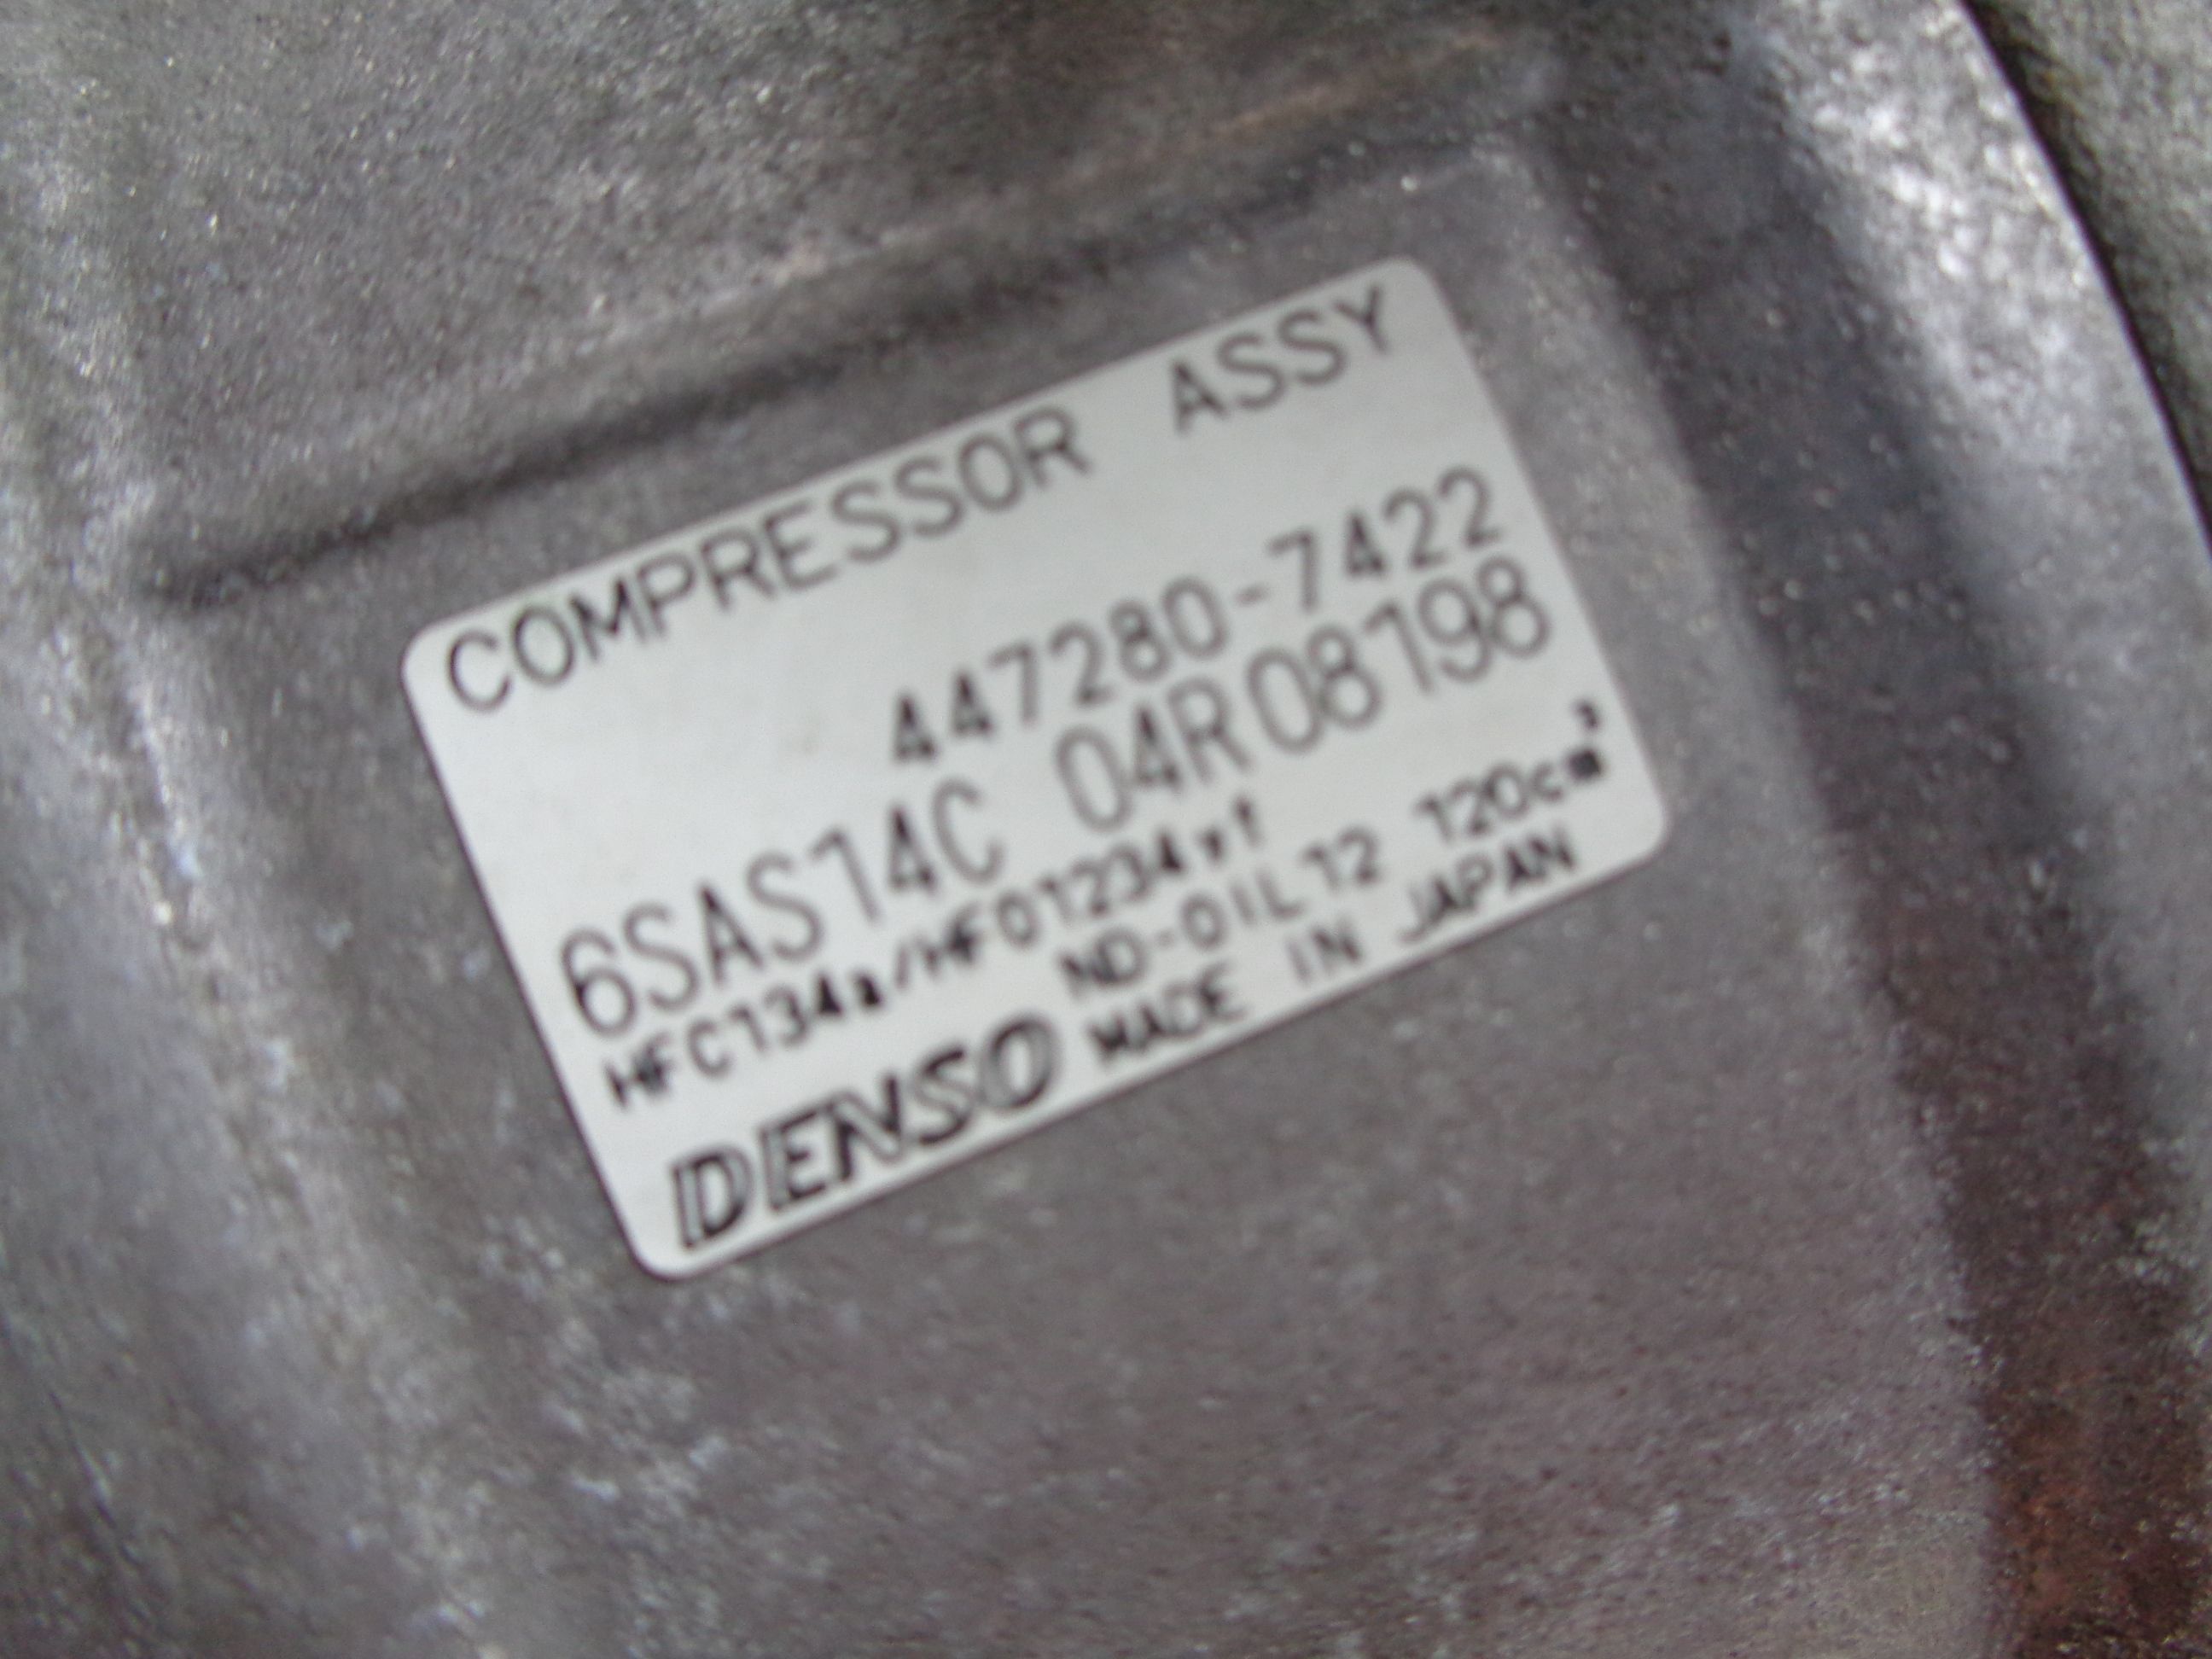 COMPRESSOR ASSY
447280-7422
6SAS14C 04R08198
HFC134a/HFO1234yf
ND-OIL12 120cm³
DENSO MADE IN JAPAN